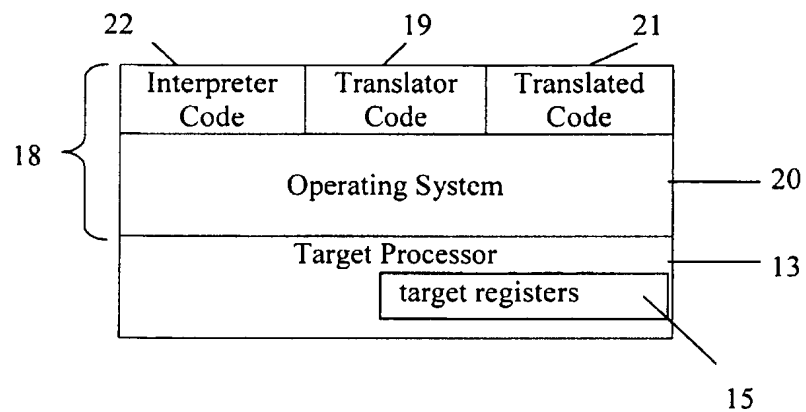 22 19 21
Interpreter Translator Translated
Code Code Code
18
Operating System 20
Target Processor 13
target registers
15